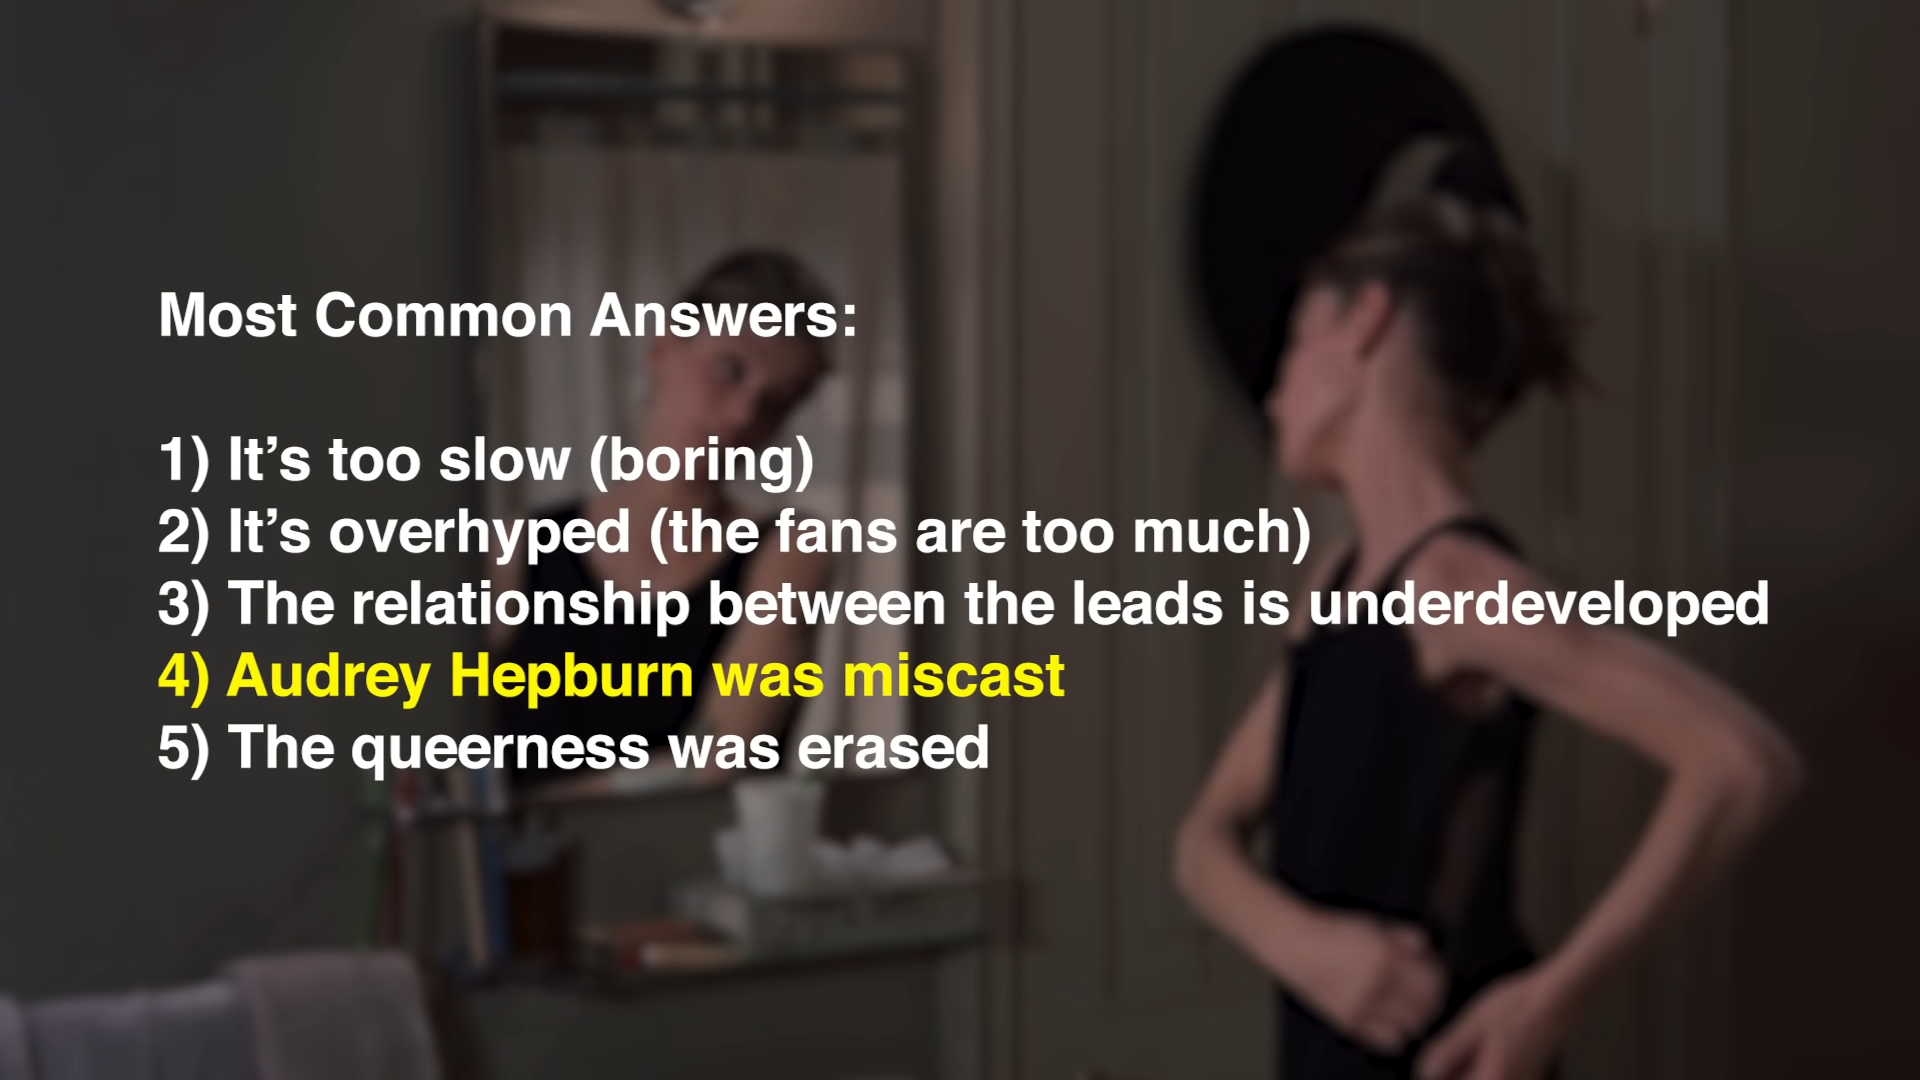 Most Common Answers:
1) It’s too slow (boring)
2) It’s overhyped (the fans are too much)
3) The relationship between the leads is underdeveloped
4) Audrey Hepburn was miscast
5) The queerness was erased